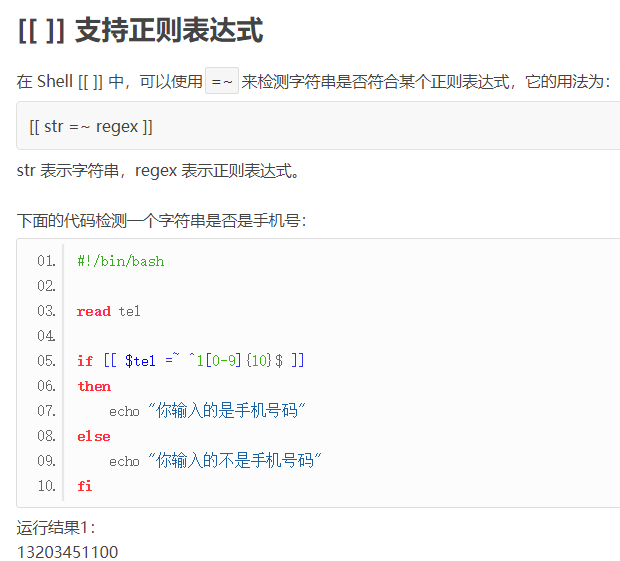 [[ ]] 支持正则表达式
在 Shell [[ ]] 中，可以使用 =~ 来检测字符串是否符合某个正则表达式，它的用法为：
[[ str =~ regex ]]
str 表示字符串，regex 表示正则表达式。
下面的代码检测一个字符串是否是手机号：
01. #!/bin/bash
02.
03. read tel
04.
05. if [[ $tel =~ ^1[0-9]{10}$ ]]
06. then
07. echo "你输入的是手机号码"
08. else
09. echo "你输入的不是手机号码"
10. fi
运行结果1：
13203451100